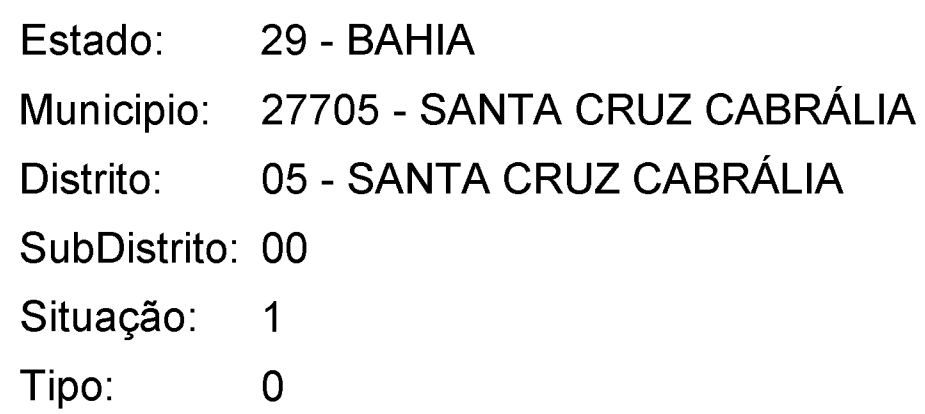 Estado: 29 - BAHIA
Municipio: 27705 - SANTA CRUZ CABRÁLIA
Distrito: 05 - SANTA CRUZ CABRÁLIA
SubDistrito: 00
Situação: 1
Tipo: 0